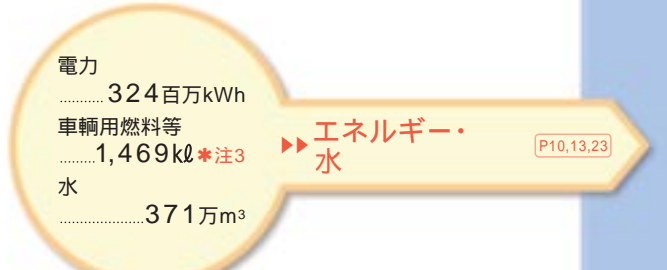 電力
........... 324百万kWh
車輌用燃料等
.........1,469kℓ＊注3
水
.....................371万m³
▶▶エネルギー・
水
P10,13,23